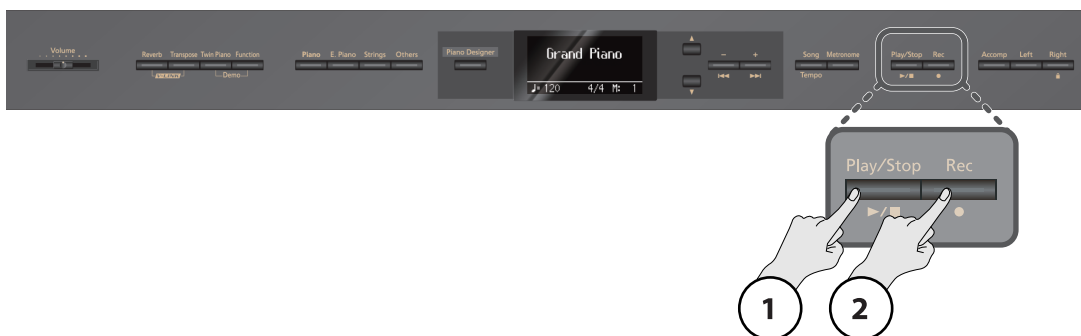 Volume
Reverb Transpose Twin Piano Function
V-LINK
Demo
Piano E. Piano Strings Others
Piano Designer
Grand Piano
♩= 120 4/4 M: 1
▲
▼
− +
⏮ ⏭
Song Metronome
Tempo
Play/Stop Rec
►/■ ●
Accomp Left Right
Play/Stop Rec
►/■ ●
1 2